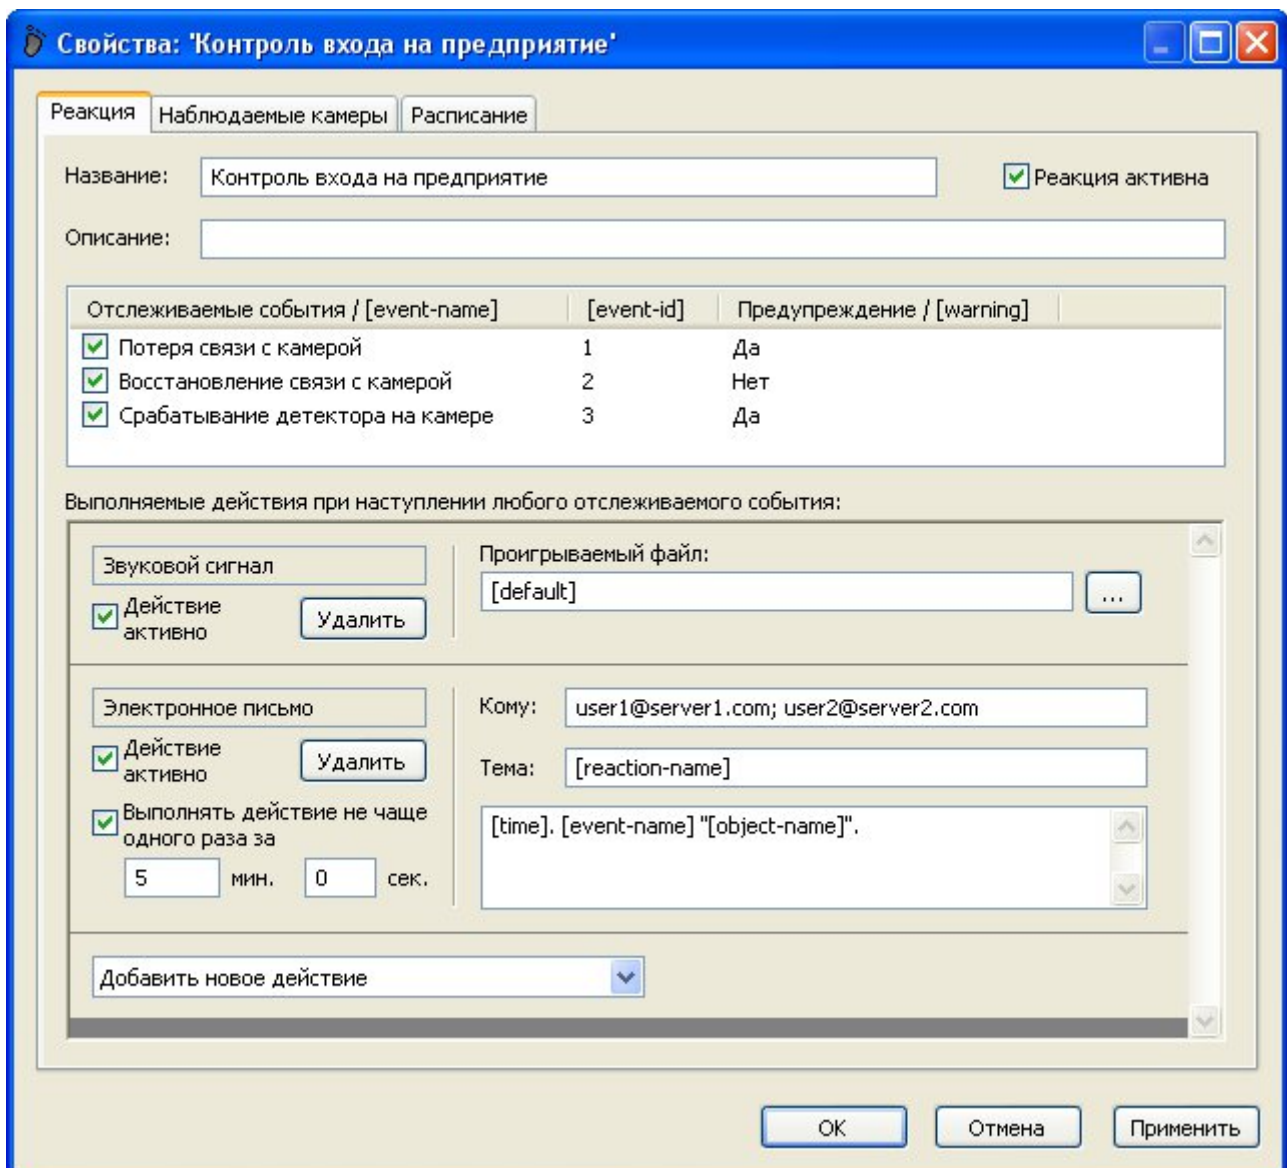 Свойства: 'Контроль входа на предприятие'
Реакция Наблюдаемые камеры Расписание
Название: Контроль входа на предприятие Реакция активна
Описание:
Отслеживаемые события / [event-name] [event-id] Предупреждение / [warning]
Потеря связи с камерой 1 Да
Восстановление связи с камерой 2 Нет
Срабатывание детектора на камере 3 Да
Выполняемые действия при наступлении любого отслеживаемого события:
Звуковой сигнал
Действие
активно
Удалить
Проигрываемый файл:
[default] ...
Электронное письмо
Действие
активно
Удалить
Выполнять действие не чаще
одного раза за
5 мин. 0 сек.
Кому: user1@server1.com; user2@server2.com
Тема: [reaction-name]
[time]. [event-name] "[object-name]".
Добавить новое действие
OK Отмена Применить